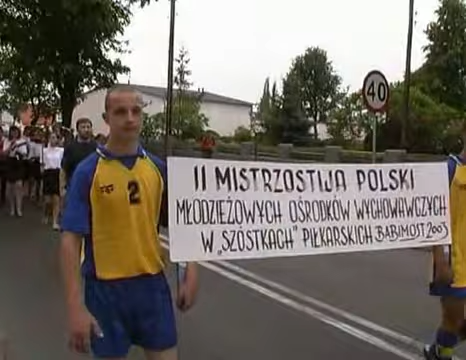 II MISTRZOSTWA POLSKI
MŁODZIEŻOWYCH OŚRODKÓW WYCHOWAWCZYCH
W „SZÓSTKACH" PIŁKARSKICH BABIMOST 2003
40
2